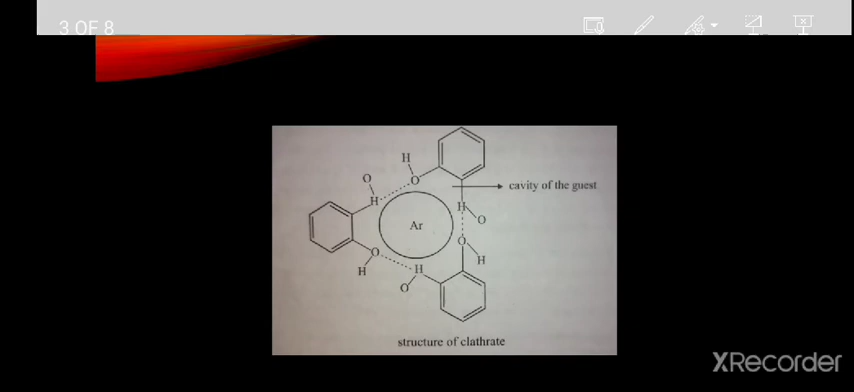 3 OF 8
H
O
O
H
cavity of the guest
H
O
Ar
O
O
H
H
H
O
structure of clathrate
XRecorder